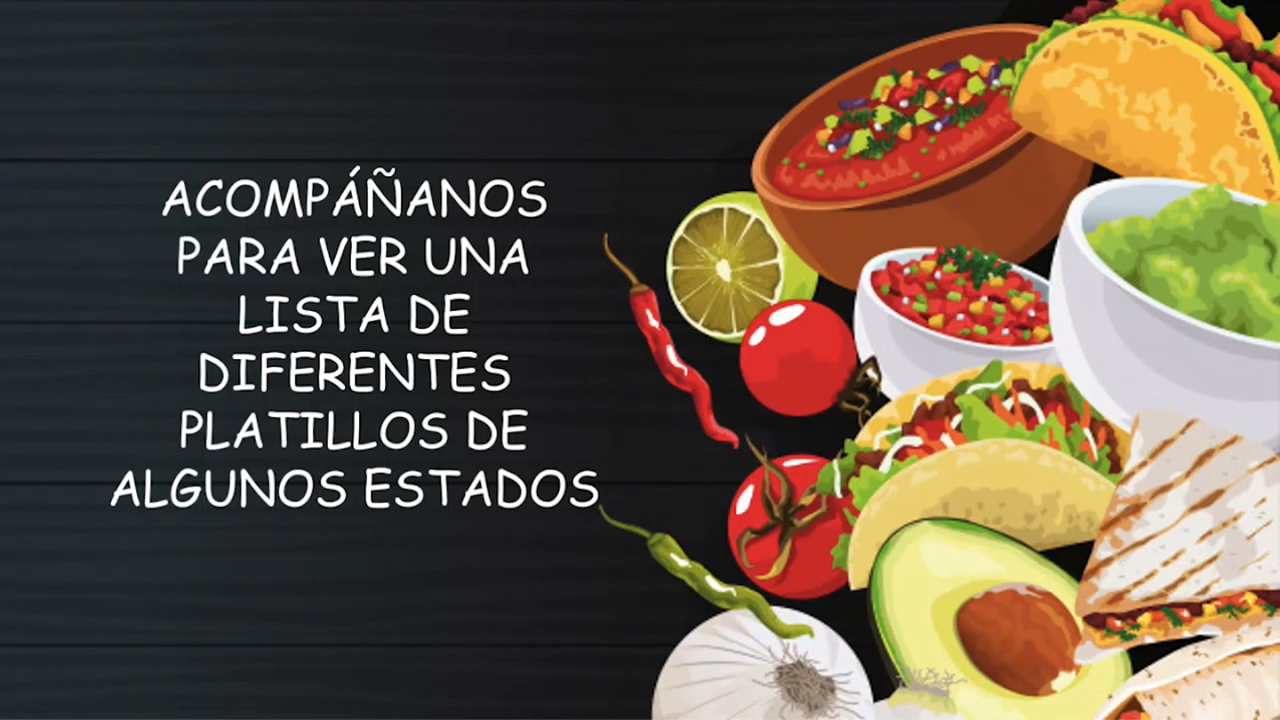 ACOMPÁÑANOS
PARA VER UNA
LISTA DE
DIFERENTES
PLATILLOS DE
ALGUNOS ESTADOS